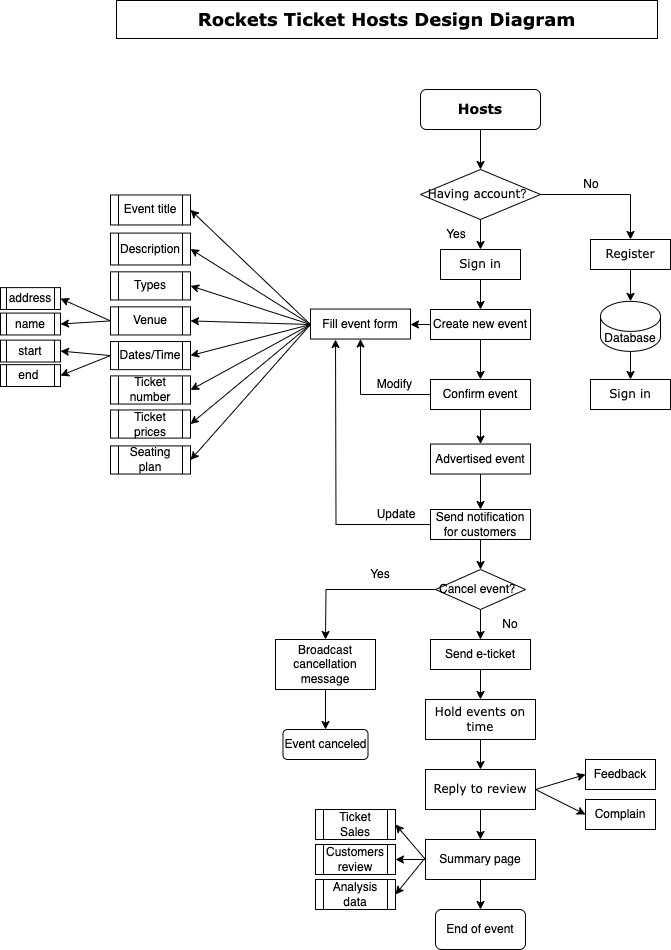 Rockets Ticket Hosts Design Diagram
Hosts
Having account?
No
Yes
Register
Sign in
Database
Sign in
Event title
Description
Types
Venue
Dates/Time
Ticket
number
Ticket
prices
Seating
plan
address
name
start
end
Fill event form
Create new event
Modify
Confirm event
Advertised event
Update
Send notification
for customers
Cancel event?
Yes
No
Broadcast
cancellation
message
Event canceled
Send e-ticket
Hold events on
time
Reply to review
Feedback
Complain
Ticket
Sales
Customers
review
Analysis
data
Summary page
End of event